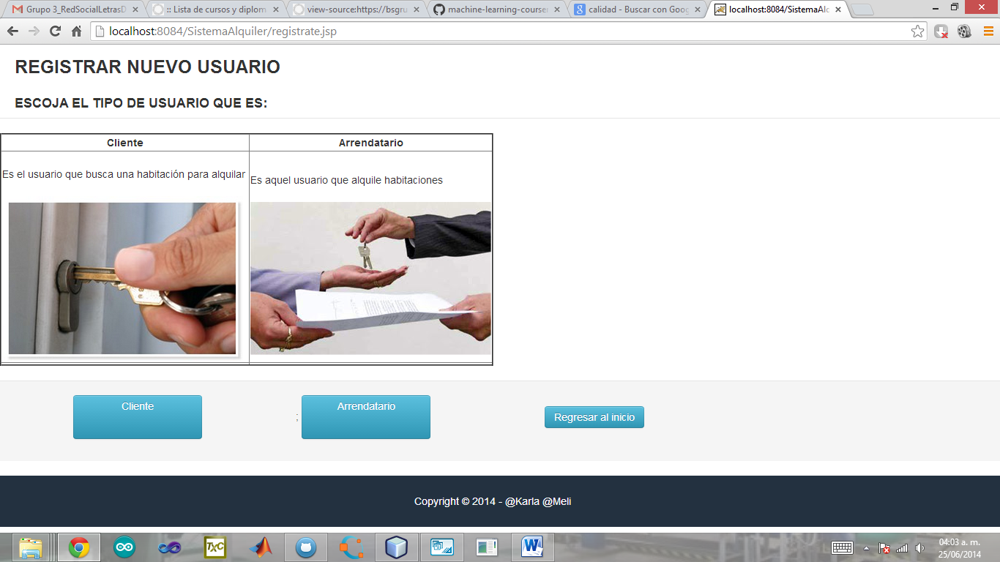 Grupo 3_RedSocialLetrasD
:: Lista de cursos y diplom
view-source:https://bsgru
machine-learning-courser
calidad - Buscar con Goog
localhost:8084/SistemaAlq
localhost:8084/SistemaAlquiler/registrate.jsp
REGISTRAR NUEVO USUARIO
ESCOJA EL TIPO DE USUARIO QUE ES:
Cliente
Arrendatario
Es el usuario que busca una habitación para alquilar
Es aquel usuario que alquile habitaciones
Cliente
;
Arrendatario
Regresar al inicio
Copyright © 2014 - @Karla @Meli
TxC
04:03 a. m.
25/06/2014